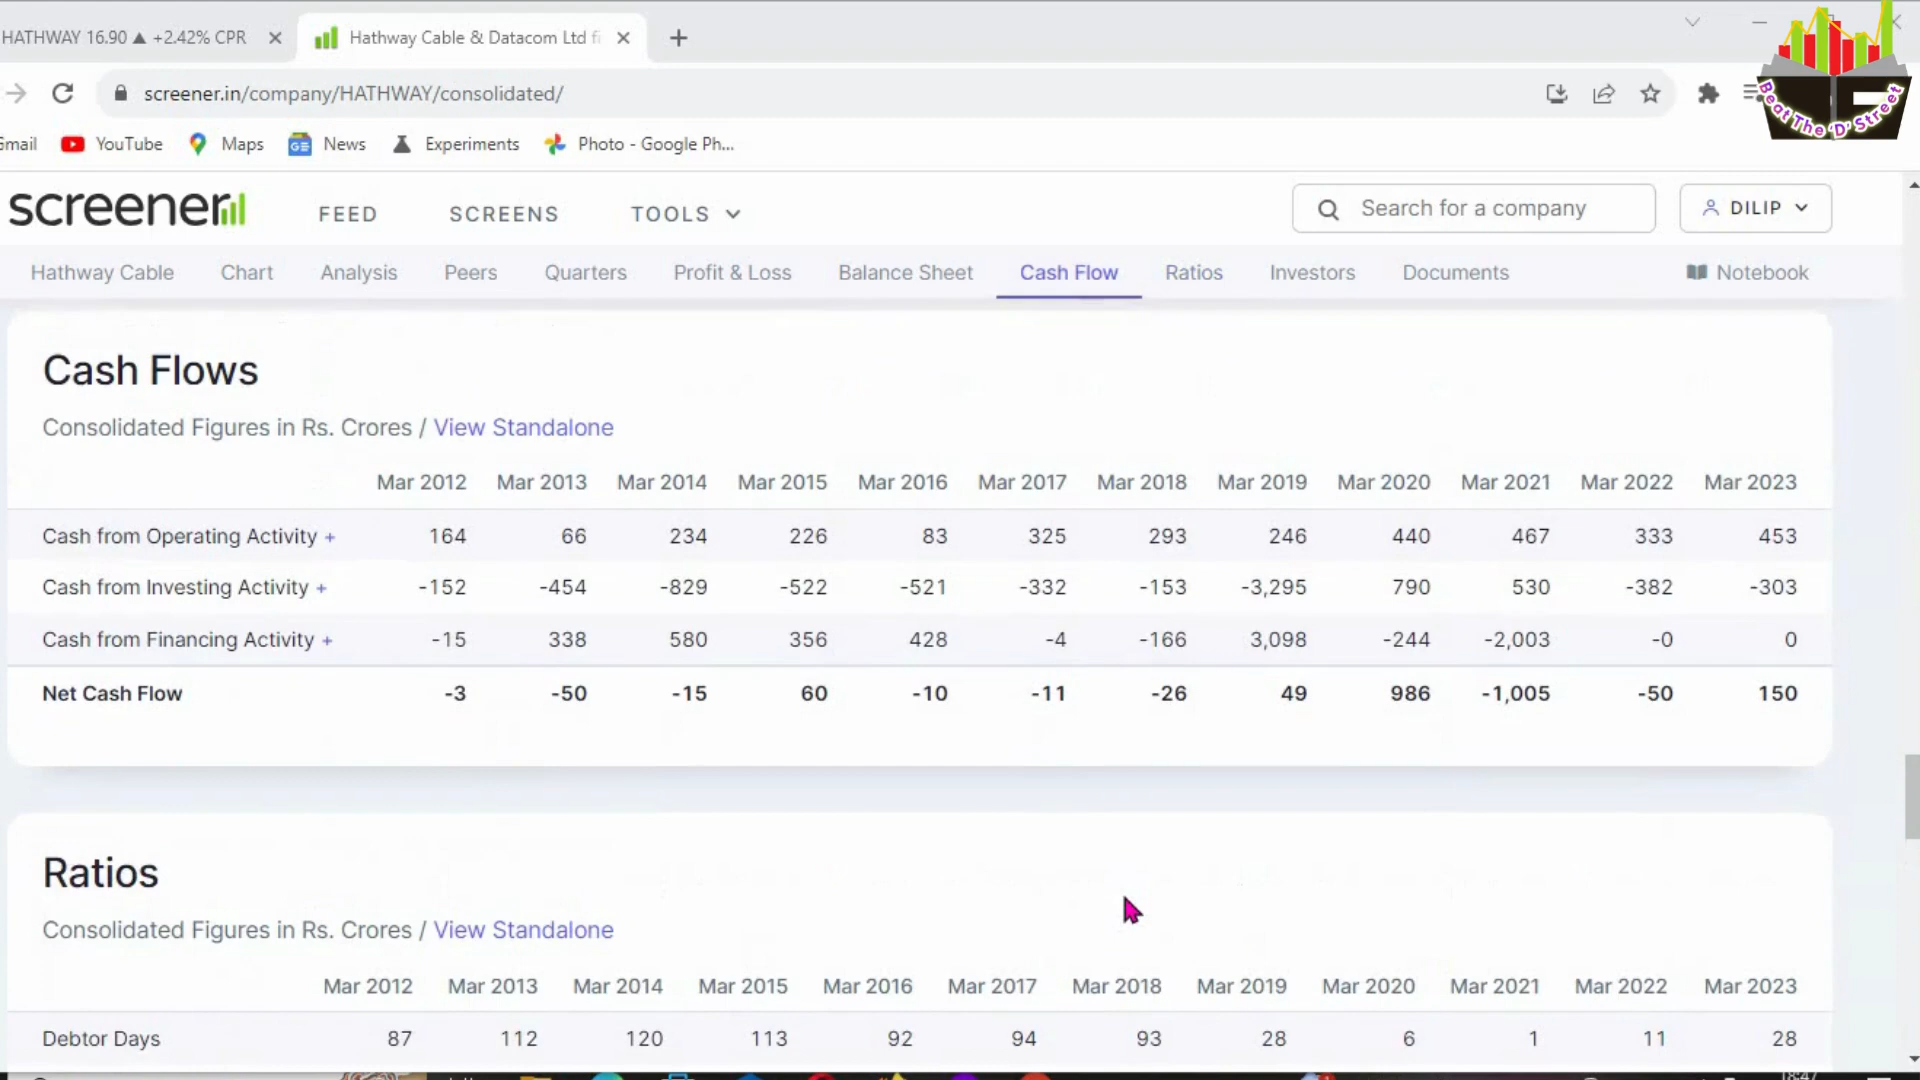 HATHWAY 16.90 ▲ +2.42% CPR
Hathway Cable & Datacom Ltd fi
screener.in/company/HATHWAY/consolidated/
Beat The 'D' Street
Gmail YouTube Maps News Experiments Photo - Google Ph...
screener FEED SCREENS TOOLS Search for a company DILIP
Hathway Cable Chart Analysis Peers Quarters Profit & Loss Balance Sheet Cash Flow Ratios Investors Documents Notebook
Cash Flows
Consolidated Figures in Rs. Crores / View Standalone
Mar 2012 Mar 2013 Mar 2014 Mar 2015 Mar 2016 Mar 2017 Mar 2018 Mar 2019 Mar 2020 Mar 2021 Mar 2022 Mar 2023
Cash from Operating Activity + 164 66 234 226 83 325 293 246 440 467 333 453
Cash from Investing Activity + -152 -454 -829 -522 -521 -332 -153 -3,295 790 530 -382 -303
Cash from Financing Activity + -15 338 580 356 428 -4 -166 3,098 -244 -2,003 -0 0
Net Cash Flow -3 -50 -15 60 -10 -11 -26 49 986 -1,005 -50 150
Ratios
Consolidated Figures in Rs. Crores / View Standalone
Mar 2012 Mar 2013 Mar 2014 Mar 2015 Mar 2016 Mar 2017 Mar 2018 Mar 2019 Mar 2020 Mar 2021 Mar 2022 Mar 2023
Debtor Days 87 112 120 113 92 94 93 28 6 1 11 28